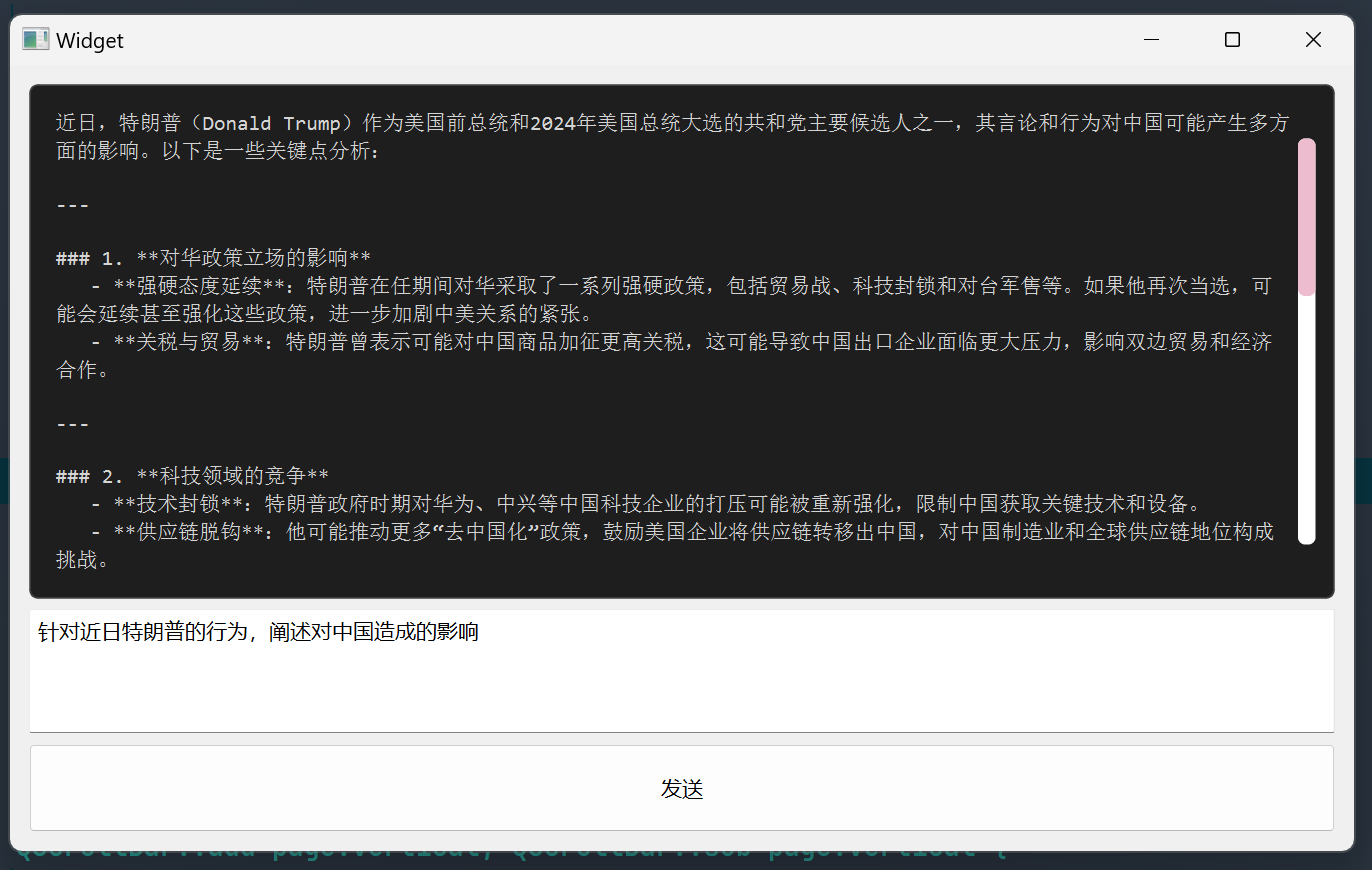 Widget
近日，特朗普（Donald Trump）作为美国前总统和2024年美国总统大选的共和党主要候选人之一，其言论和行为对中国可能产生多方
面的影响。以下是一些关键点分析：
---
### 1. **对华政策立场的影响**
- **强硬态度延续**：特朗普在任期间对华采取了一系列强硬政策，包括贸易战、科技封锁和对台军售等。如果他再次当选，可
能会延续甚至强化这些政策，进一步加剧中美关系的紧张。
- **关税与贸易**：特朗普曾表示可能对中国商品加征更高关税，这可能导致中国出口企业面临更大压力，影响双边贸易和经济
合作。
---
### 2. **科技领域的竞争**
- **技术封锁**：特朗普政府时期对华为、中兴等中国科技企业的打压可能被重新强化，限制中国获取关键技术和设备。
- **供应链脱钩**：他可能推动更多“去中国化”政策，鼓励美国企业将供应链转移出中国，对中国制造业和全球供应链地位构成
挑战。
针对近日特朗普的行为，阐述对中国造成的影响
发送